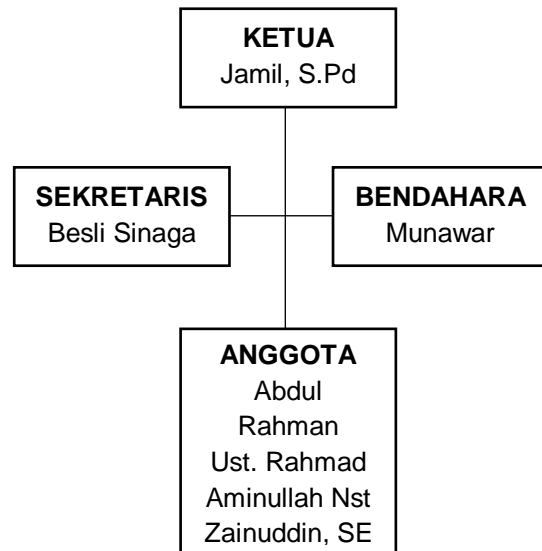 KETUA
Jamil, S.Pd
SEKRETARIS
Besli Sinaga
BENDAHARA
Munawar
ANGGOTA
Abdul
Rahman
Ust. Rahmad
Aminullah Nst
Zainuddin, SE